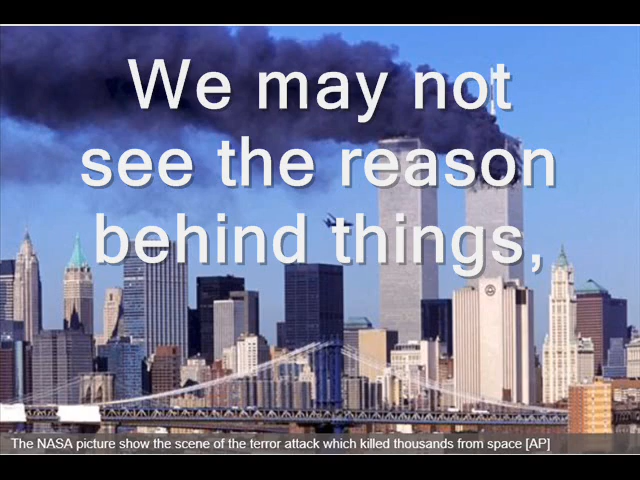 We may not
see the reason
behind things,
The NASA picture show the scene of the terror attack which killed thousands from space [AP]